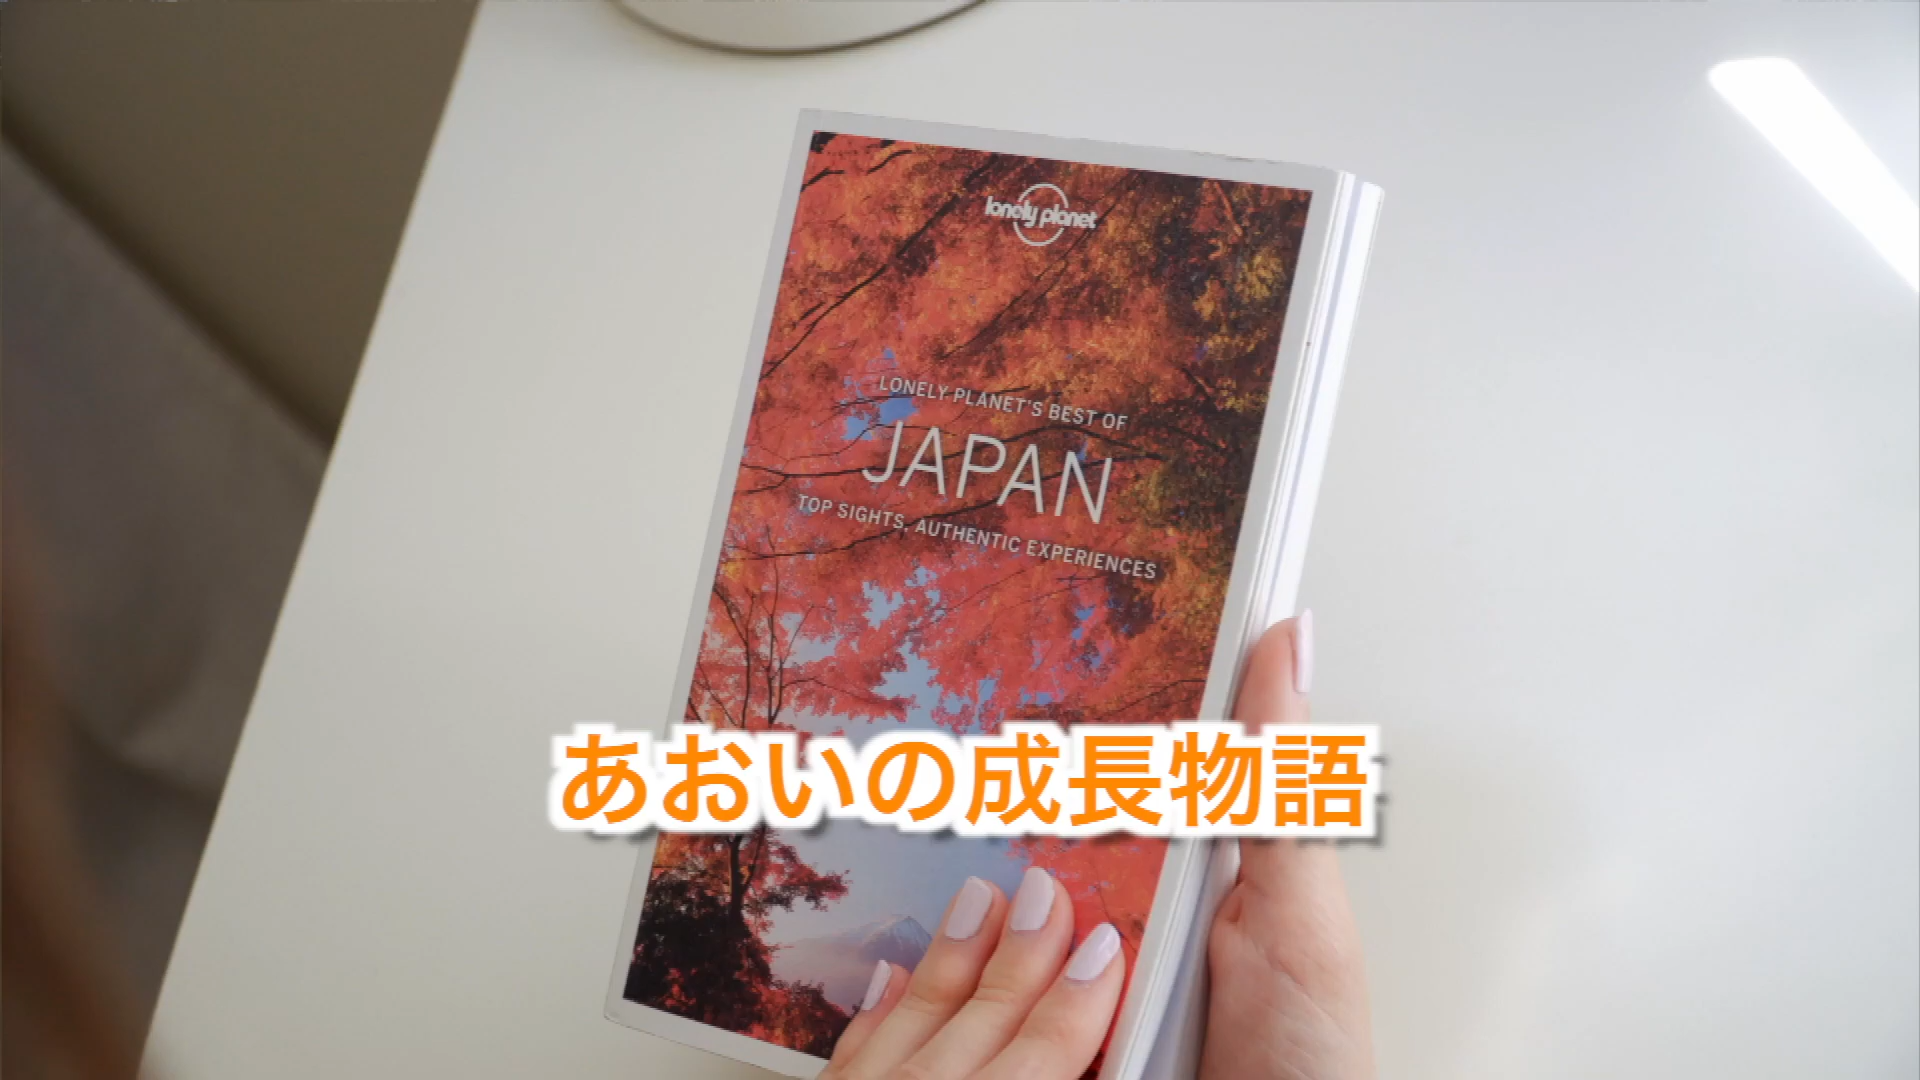 lonely planet
LONELY PLANET'S BEST OF
JAPAN
TOP SIGHTS, AUTHENTIC EXPERIENCES
あおいの成長物語